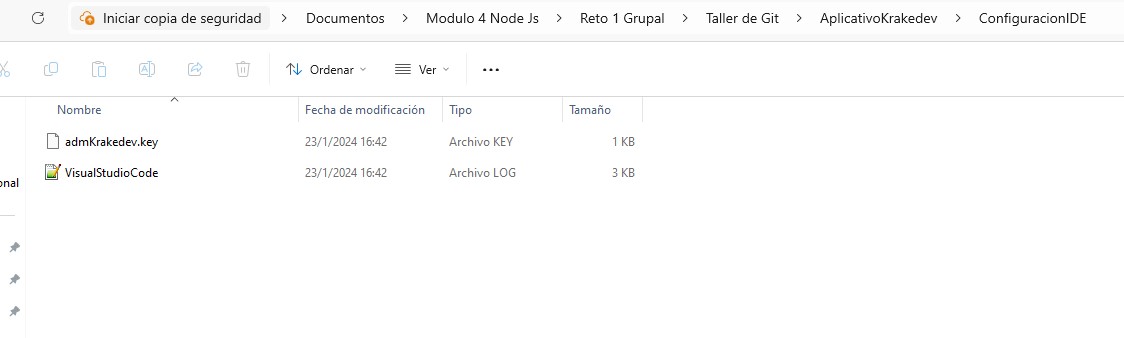 Iniciar copia de seguridad > Documentos > Modulo 4 Node Js > Reto 1 Grupal > Taller de Git > AplicativoKrakedev > ConfiguracionIDE
Ordenar Ver ...
Nombre Fecha de modificación Tipo Tamaño
admKrakedev.key 23/1/2024 16:42 Archivo KEY 1 KB
VisualStudioCode 23/1/2024 16:42 Archivo LOG 3 KB
onal